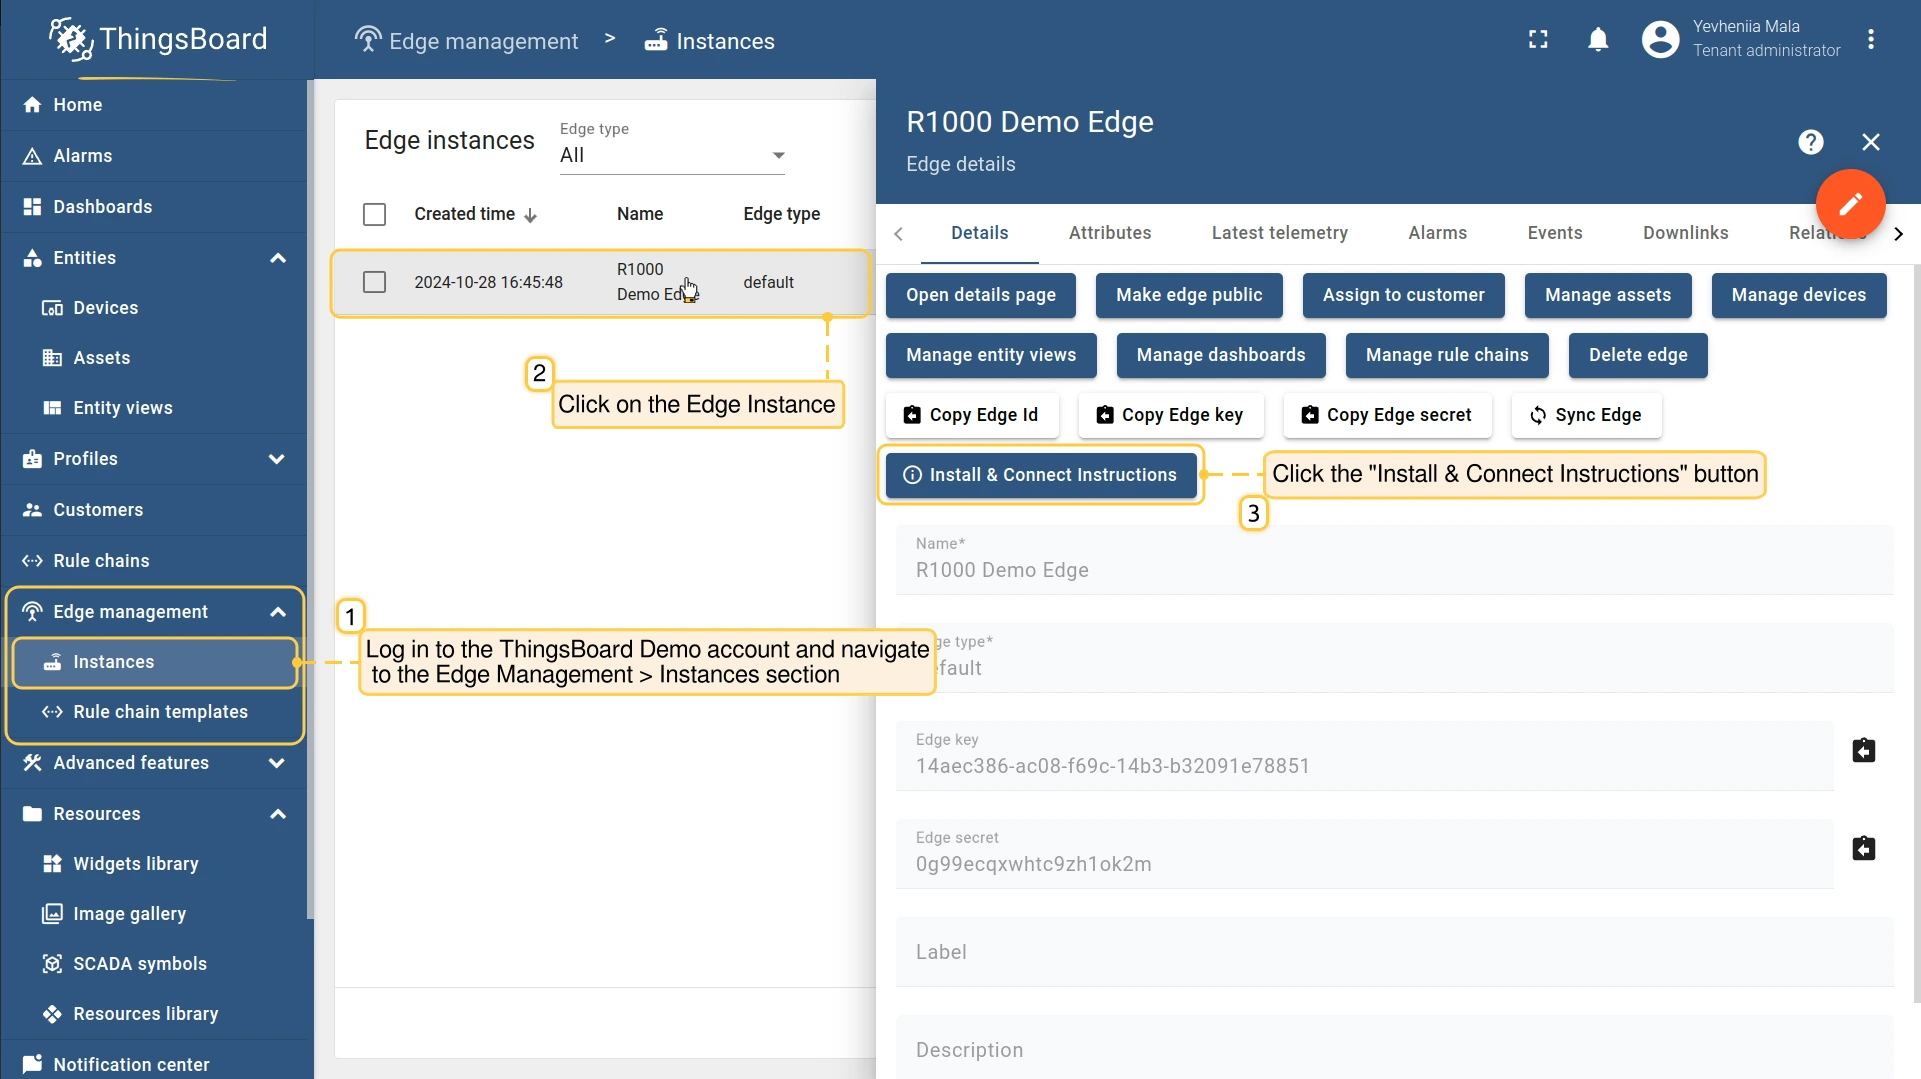 ThingsBoard
Edge management > Instances
Yevheniia Mala
Tenant administrator
Home
Alarms
Dashboards
Entities
Devices
Assets
Entity views
Profiles
Customers
Rule chains
Edge management
Instances
Rule chain templates
Advanced features
Resources
Widgets library
Image gallery
SCADA symbols
Resources library
Notification center
Edge instances
Edge type
All
Created time
Name
Edge type
2024-10-28 16:45:48
R1000
Demo Edge
default
2
Click on the Edge Instance
1
Log in to the ThingsBoard Demo account and navigate
to the Edge Management > Instances section
R1000 Demo Edge
Edge details
Details
Attributes
Latest telemetry
Alarms
Events
Downlinks
Open details page
Make edge public
Assign to customer
Manage assets
Manage devices
Manage entity views
Manage dashboards
Manage rule chains
Delete edge
Copy Edge Id
Copy Edge key
Copy Edge secret
Sync Edge
Install & Connect Instructions
Click the "Install & Connect Instructions" button
3
Name*
R1000 Demo Edge
ge type*
fault
Edge key
14aec386-ac08-f69c-14b3-b32091e78851
Edge secret
0g99ecqxwhtc9zh1ok2m
Label
Description